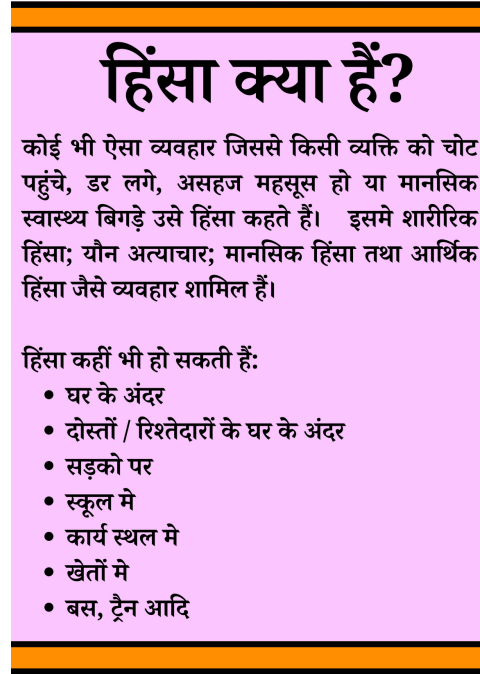 हिंसा क्या हैं?
कोई भी ऐसा व्यवहार जिससे किसी व्यक्ति को चोट
पहुंचे, डर लगे, असहज महसूस हो या मानसिक
स्वास्थ्य बिगड़े उसे हिंसा कहते हैं। इसमे शारीरिक
हिंसा; यौन अत्याचार; मानसिक हिंसा तथा आर्थिक
हिंसा जैसे व्यवहार शामिल हैं।
हिंसा कहीं भी हो सकती हैं:
• घर के अंदर
• दोस्तों / रिश्तेदारों के घर के अंदर
• सड़को पर
• स्कूल मे
• कार्य स्थल मे
• खेतों मे
• बस, ट्रैन आदि